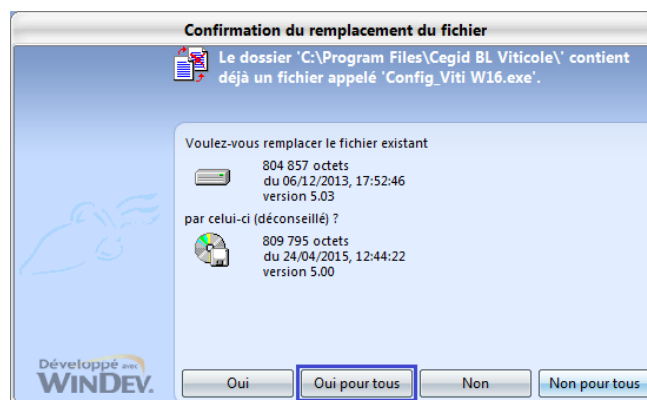 Confirmation du remplacement du fichier
Le dossier 'C:\Program Files\Cegid BL Viticole\' contient
déjà un fichier appelé 'Config_Viti W16.exe'.
Voulez-vous remplacer le fichier existant
804 857 octets
du 06/12/2013, 17:52:46
version 5.03
par celui-ci (déconseillé) ?
809 795 octets
du 24/04/2015, 12:44:22
version 5.00
Développé avec
WINDEV.
Oui
Oui pour tous
Non
Non pour tous